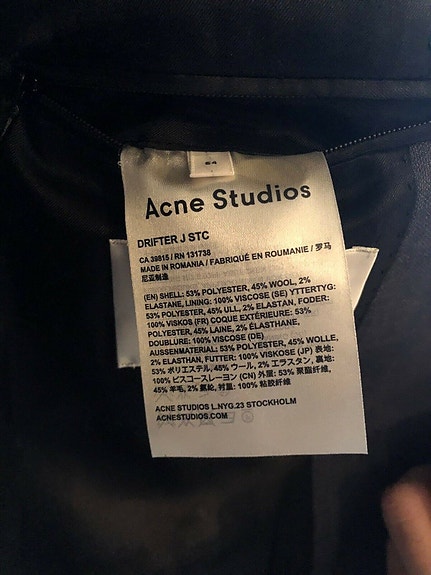 Acne Studios
DRIFTER J STC
CA 39815 / RN 131738
MADE IN ROMANIA / FABRIQUÉ EN ROUMANIE / 罗马
尼亚制造
(EN) SHELL: 53% POLYESTER, 45% WOOL, 2%
ELASTANE, LINING: 100% VISCOSE (SE) YTTERTYG:
53% POLYESTER, 45% ULL, 2% ELASTAN, FODER:
100% VISKOS (FR) COQUE EXTÉRIEURE: 53%
POLYESTER, 45% LAINE, 2% ÉLASTHANE,
DOUBLURE: 100% VISCOSE (DE)
AUSSENMATERIAL: 53% POLYESTER, 45% WOLLE,
2% ELASTHAN, FUTTER: 100% VISKOSE (JP) 表地:
53% ポリエステル, 45% ウール, 2% エラスタン, 裏地:
100% ビスコースレーヨン (CN) 外层: 53% 聚酯纤维,
45% 羊毛, 2% 氨纶, 衬里: 100% 粘胶纤维
ACNE STUDIOS L.NYG.23 STOCKHOLM
ACNESTUDIOS.COM